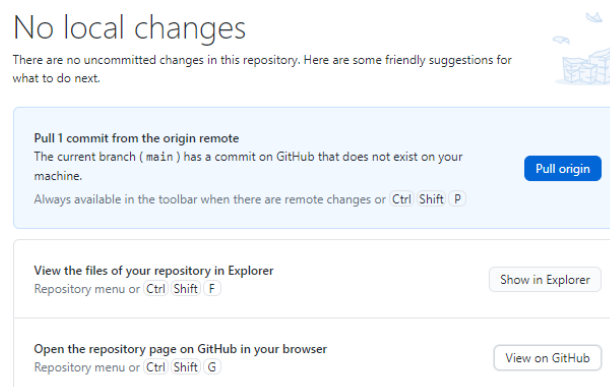 No local changes
There are no uncommitted changes in this repository. Here are some friendly suggestions for
what to do next.
Pull 1 commit from the origin remote
The current branch ( main ) has a commit on GitHub that does not exist on your
machine.
Always available in the toolbar when there are remote changes or Ctrl Shift P
Pull origin
View the files of your repository in Explorer
Repository menu or Ctrl Shift F
Show in Explorer
Open the repository page on GitHub in your browser
Repository menu or Ctrl Shift G
View on GitHub